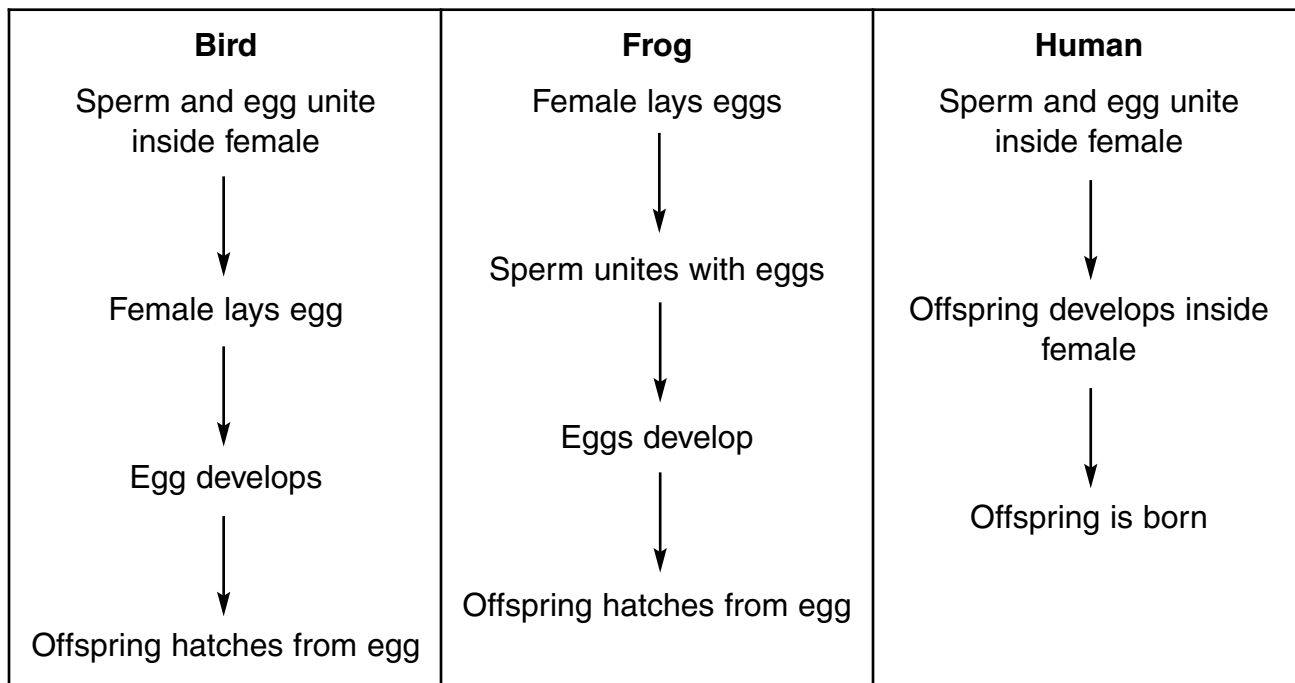 Bird
Sperm and egg unite
inside female
Female lays egg
Egg develops
Offspring hatches from egg
Frog
Female lays eggs
Sperm unites with eggs
Eggs develop
Offspring hatches from egg
Human
Sperm and egg unite
inside female
Offspring develops inside
female
Offspring is born